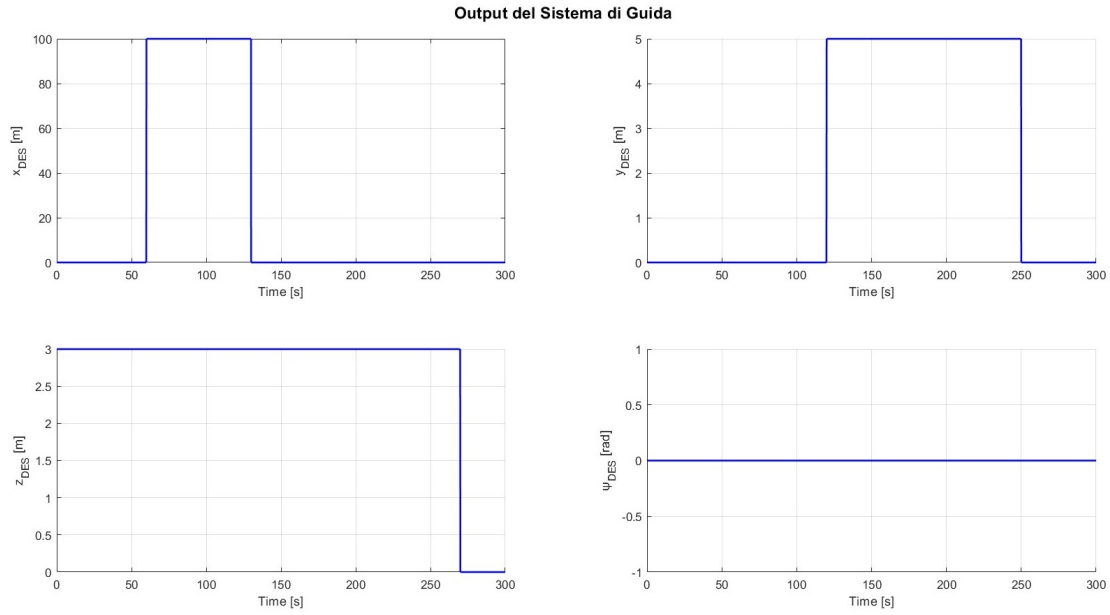 Output del Sistema di Guida
100
80
60
40
20
0
x_DES [m]
0 50 100 150 200 250 300
Time [s]
5
4
3
2
1
0
y_DES [m]
0 50 100 150 200 250 300
Time [s]
3
2.5
2
1.5
1
0.5
0
z_DES [m]
0 50 100 150 200 250 300
Time [s]
1
0.5
0
-0.5
-1
ψ_DES [rad]
0 50 100 150 200 250 300
Time [s]